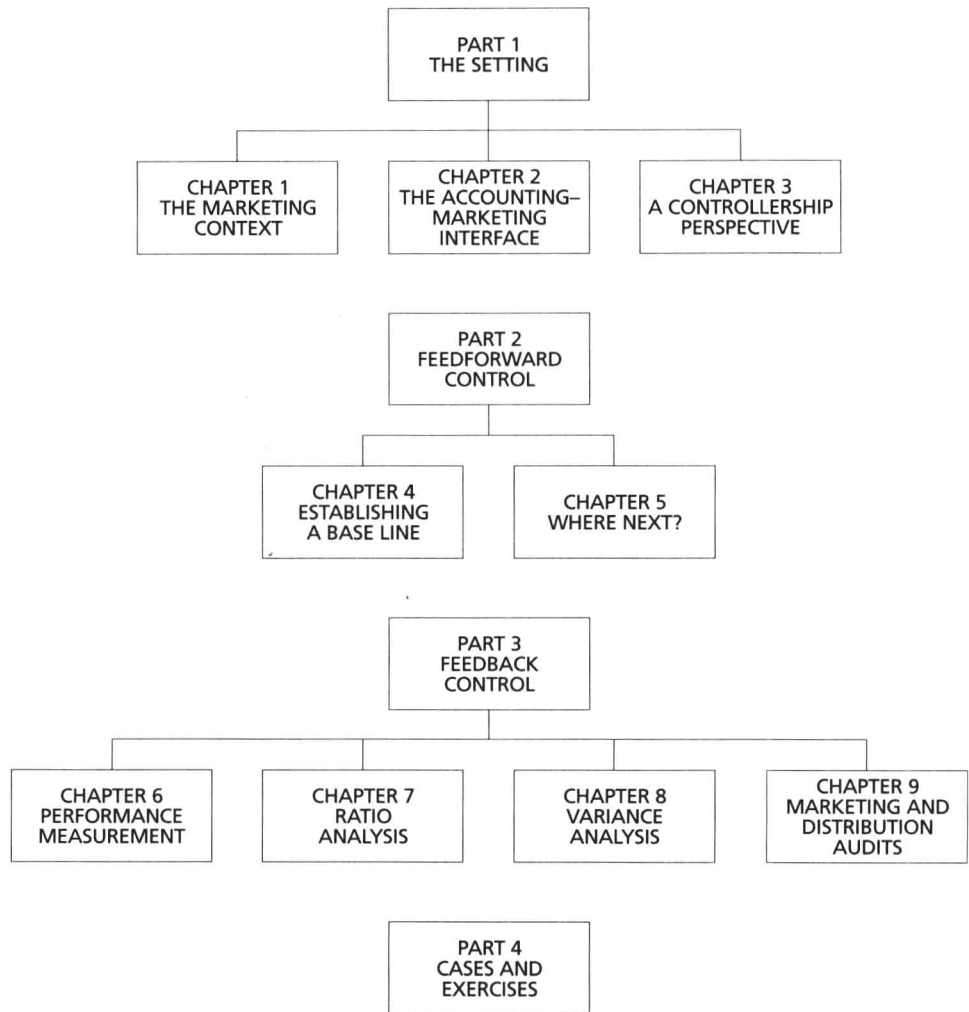 PART 1
THE SETTING
CHAPTER 1
THE MARKETING
CONTEXT
CHAPTER 2
THE ACCOUNTING–
MARKETING
INTERFACE
CHAPTER 3
A CONTROLLERSHIP
PERSPECTIVE
PART 2
FEEDFORWARD
CONTROL
CHAPTER 4
ESTABLISHING
A BASE LINE
CHAPTER 5
WHERE NEXT?
PART 3
FEEDBACK
CONTROL
CHAPTER 6
PERFORMANCE
MEASUREMENT
CHAPTER 7
RATIO
ANALYSIS
CHAPTER 8
VARIANCE
ANALYSIS
CHAPTER 9
MARKETING AND
DISTRIBUTION
AUDITS
PART 4
CASES AND
EXERCISES